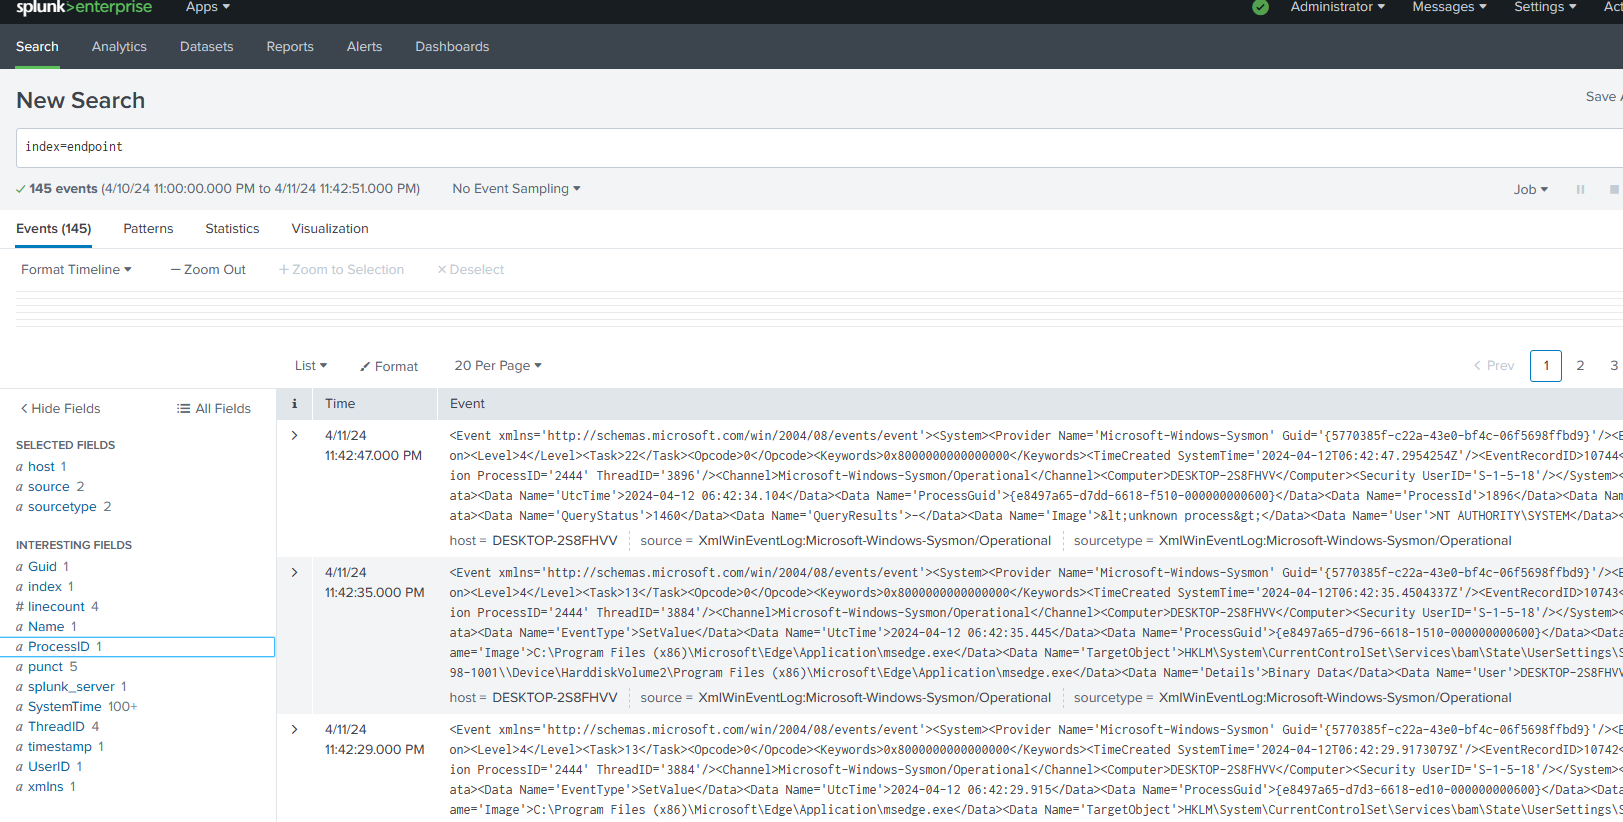 splunk>enterprise Apps Administrator Messages Settings Act
Search Analytics Datasets Reports Alerts Dashboards
New Search
Save A
index=endpoint
145 events (4/10/24 11:00:00.000 PM to 4/11/24 11:42:51.000 PM) No Event Sampling
Job
Events (145) Patterns Statistics Visualization
Format Timeline – Zoom Out + Zoom to Selection × Deselect
List Format 20 Per Page
< Prev 1 2 3
< Hide Fields All Fields
i Time Event
SELECTED FIELDS
a host 1
a source 2
a sourcetype 2
INTERESTING FIELDS
a Guid 1
a index 1
# linecount 4
a Name 1
a ProcessID 1
a punct 5
a splunk_server 1
a SystemTime 100+
a ThreadID 4
a timestamp 1
a UserID 1
a xmlns 1
4/11/24
11:42:47.000 PM
<Event xmlns='http://schemas.microsoft.com/win/2004/08/events/event'><System><Provider Name='Microsoft-Windows-Sysmon' Guid='{5770385f-c22a-43e0-bf4c-06f5698ffbd9}'/><E
on><Level>4</Level><Task>22</Task><Opcode>0</Opcode><Keywords>0x8000000000000000</Keywords><TimeCreated SystemTime='2024-04-12T06:42:47.2954254Z'/><EventRecordID>10744<
ion ProcessID='2444' ThreadID='3896'/><Channel>Microsoft-Windows-Sysmon/Operational</Channel><Computer>DESKTOP-2S8FHVV</Computer><Security UserID='S-1-5-18'/></System><
ata><Data Name='UtcTime'>2024-04-12 06:42:34.104</Data><Data Name='ProcessGuid'>{e8497a65-d7dd-6618-f510-000000000600}</Data><Data Name='ProcessId'>1896</Data><Data Nam
ata><Data Name='QueryStatus'>1460</Data><Data Name='QueryResults'>-</Data><Data Name='Image'>&lt;unknown process&gt;</Data><Data Name='User'>NT AUTHORITY\SYSTEM</Data><
host = DESKTOP-2S8FHVV source = XmlWinEventLog:Microsoft-Windows-Sysmon/Operational sourcetype = XmlWinEventLog:Microsoft-Windows-Sysmon/Operational
4/11/24
11:42:35.000 PM
<Event xmlns='http://schemas.microsoft.com/win/2004/08/events/event'><System><Provider Name='Microsoft-Windows-Sysmon' Guid='{5770385f-c22a-43e0-bf4c-06f5698ffbd9}'/><E
on><Level>4</Level><Task>13</Task><Opcode>0</Opcode><Keywords>0x8000000000000000</Keywords><TimeCreated SystemTime='2024-04-12T06:42:35.4504337Z'/><EventRecordID>10743<
ion ProcessID='2444' ThreadID='3884'/><Channel>Microsoft-Windows-Sysmon/Operational</Channel><Computer>DESKTOP-2S8FHVV</Computer><Security UserID='S-1-5-18'/></System><
ata><Data Name='EventType'>SetValue</Data><Data Name='UtcTime'>2024-04-12 06:42:35.445</Data><Data Name='ProcessGuid'>{e8497a65-d796-6618-1510-000000000600}</Data><Data
ame='Image'>C:\Program Files (x86)\Microsoft\Edge\Application\msedge.exe</Data><Data Name='TargetObject'>HKLM\System\CurrentControlSet\Services\bam\State\UserSettings\S
98-1001\\Device\HarddiskVolume2\Program Files (x86)\Microsoft\Edge\Application\msedge.exe</Data><Data Name='Details'>Binary Data</Data><Data Name='User'>DESKTOP-2S8FHVV
host = DESKTOP-2S8FHVV source = XmlWinEventLog:Microsoft-Windows-Sysmon/Operational sourcetype = XmlWinEventLog:Microsoft-Windows-Sysmon/Operational
4/11/24
11:42:29.000 PM
<Event xmlns='http://schemas.microsoft.com/win/2004/08/events/event'><System><Provider Name='Microsoft-Windows-Sysmon' Guid='{5770385f-c22a-43e0-bf4c-06f5698ffbd9}'/><E
on><Level>4</Level><Task>13</Task><Opcode>0</Opcode><Keywords>0x8000000000000000</Keywords><TimeCreated SystemTime='2024-04-12T06:42:29.9173079Z'/><EventRecordID>10742<
ion ProcessID='2444' ThreadID='3884'/><Channel>Microsoft-Windows-Sysmon/Operational</Channel><Computer>DESKTOP-2S8FHVV</Computer><Security UserID='S-1-5-18'/></System><
ata><Data Name='EventType'>SetValue</Data><Data Name='UtcTime'>2024-04-12 06:42:29.915</Data><Data Name='ProcessGuid'>{e8497a65-d7d3-6618-ed10-000000000600}</Data><Data
ame='Image'>C:\Program Files (x86)\Microsoft\Edge\Application\msedge.exe</Data><Data Name='TargetObject'>HKLM\System\CurrentControlSet\Services\bam\State\UserSettings\S